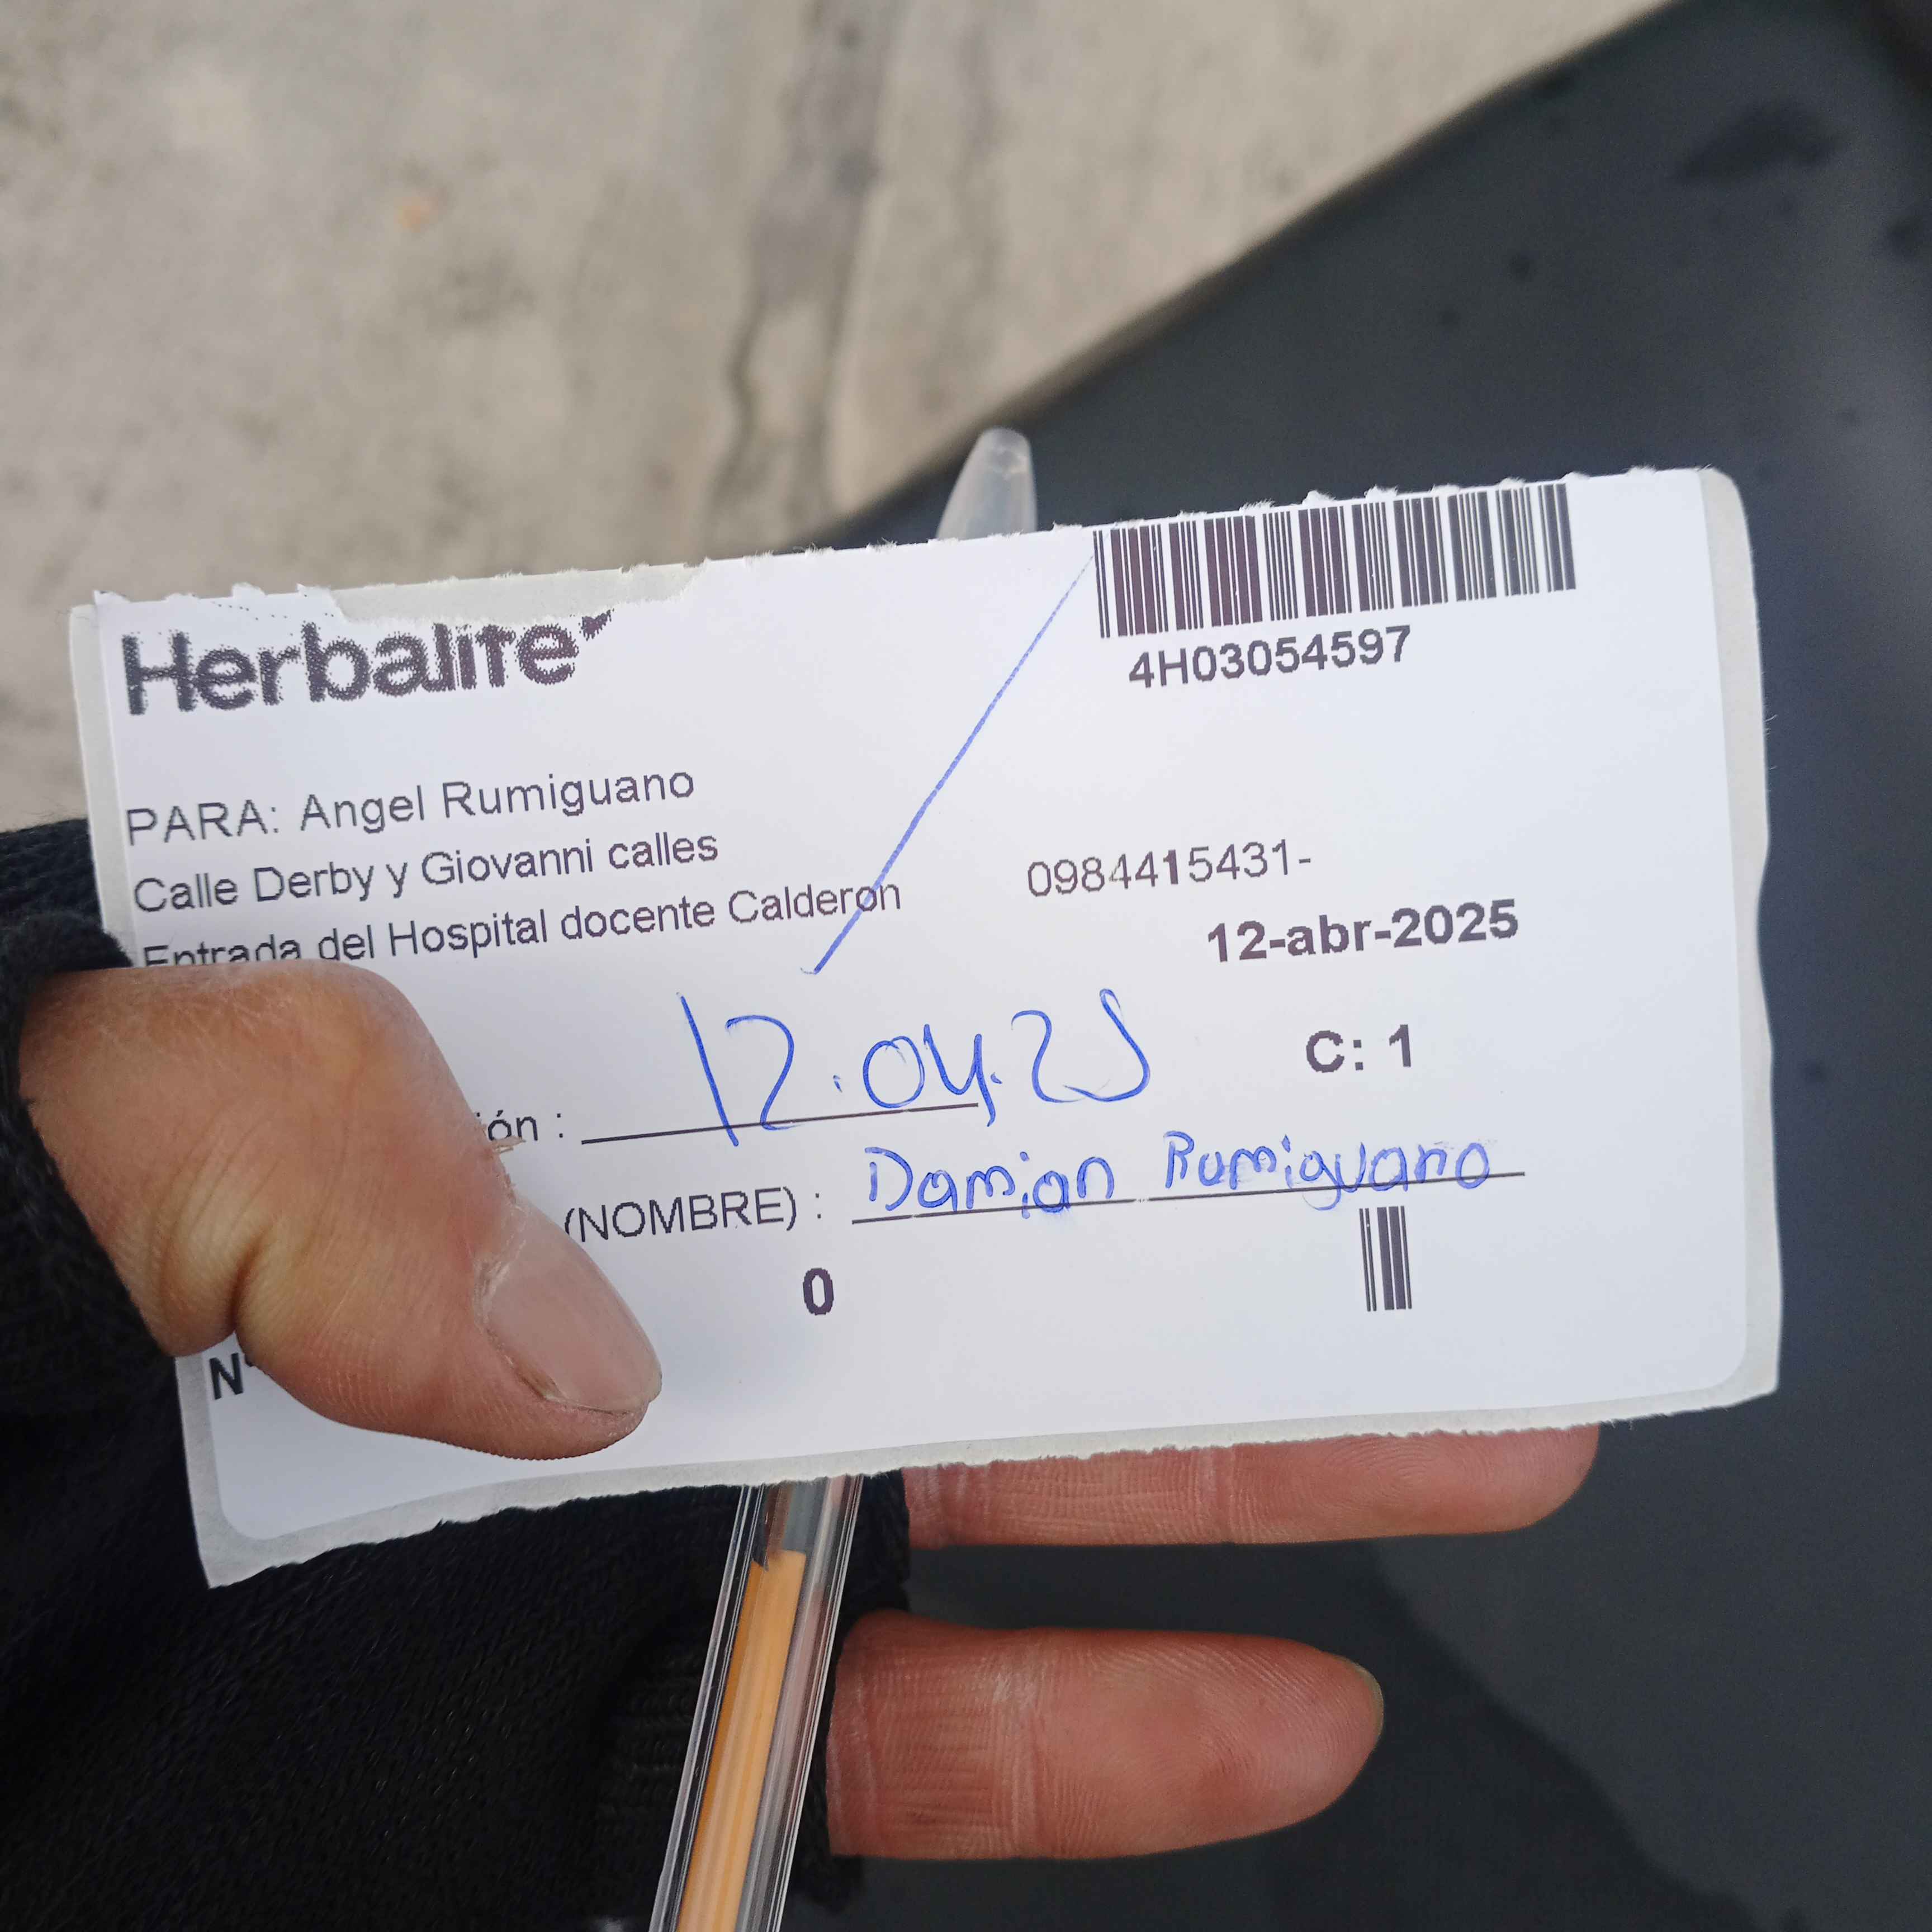 Herbalife
4H03054597
PARA: Angel Rumiguano
Calle Derby y Giovanni calles
Entrada del Hospital docente Calderon
0984415431-
12-abr-2025
C: 1
ón : 12.04.25
(NOMBRE) : Damian Rumiguano
0
N°